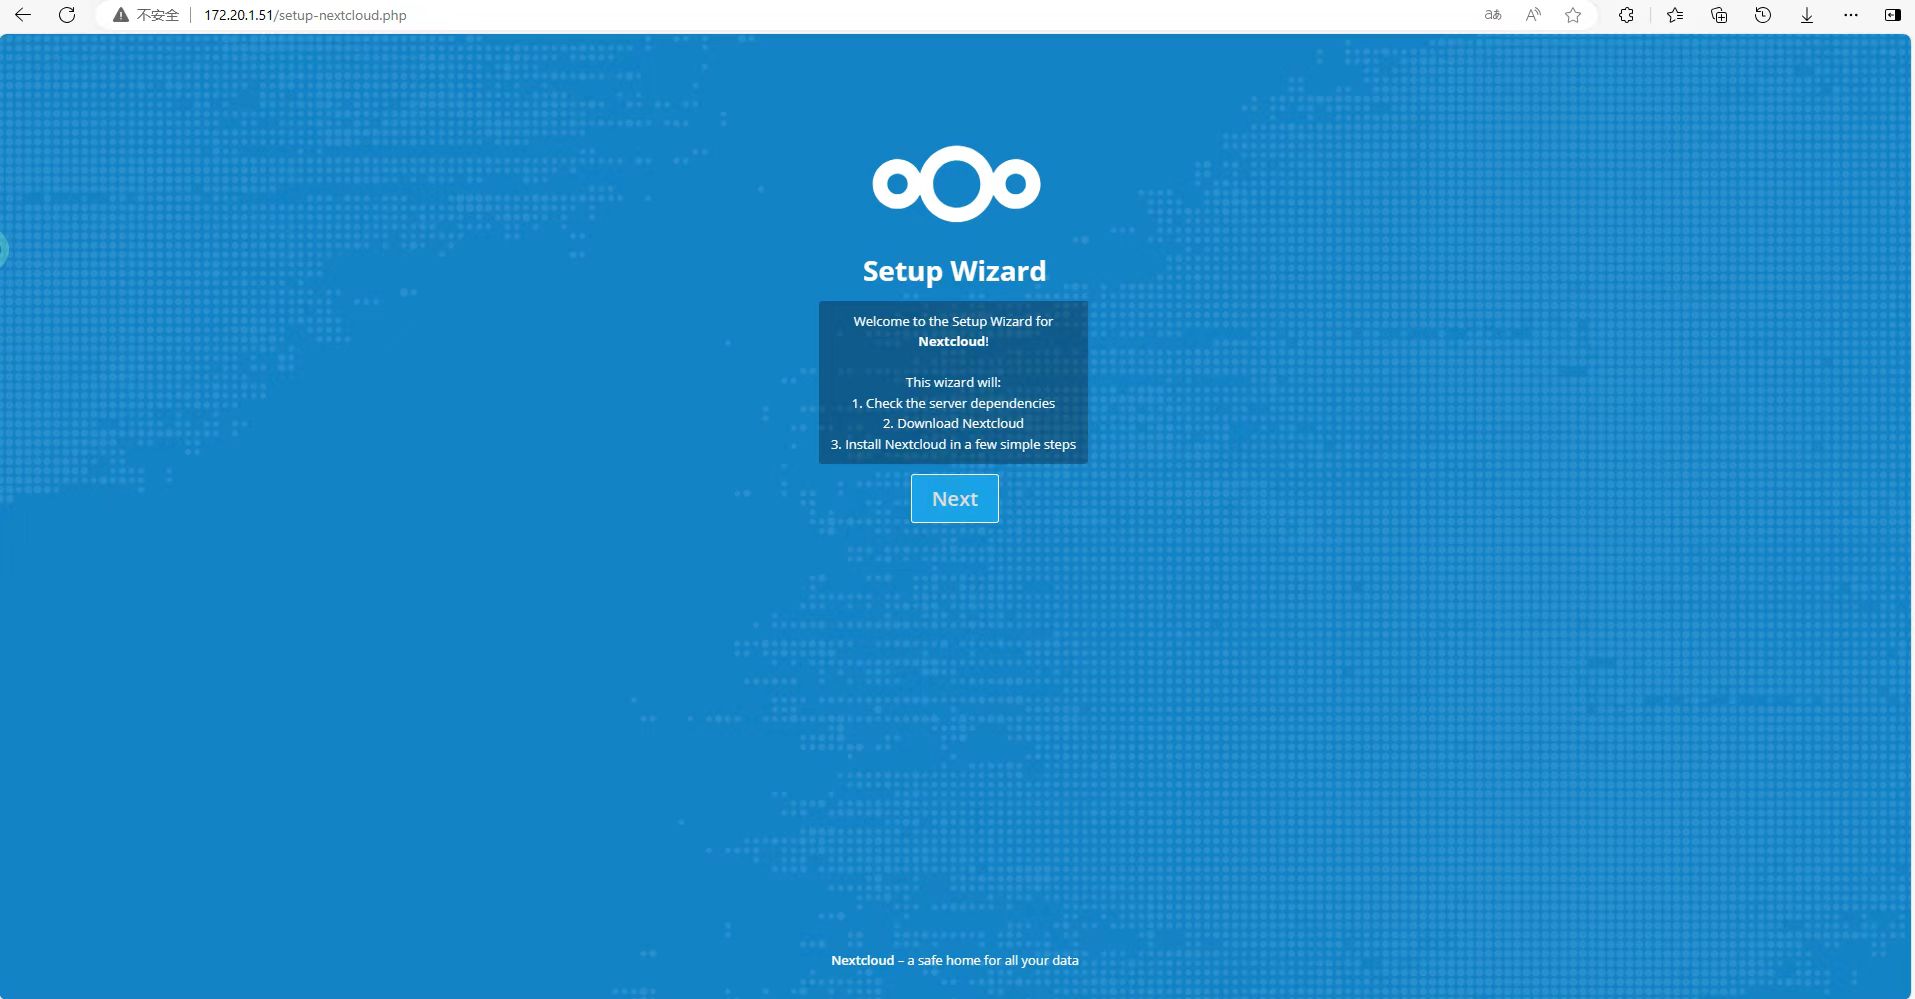 不安全 172.20.1.51/setup-nextcloud.php
Setup Wizard
Welcome to the Setup Wizard for
Nextcloud!
This wizard will:
1. Check the server dependencies
2. Download Nextcloud
3. Install Nextcloud in a few simple steps
Next
Nextcloud – a safe home for all your data